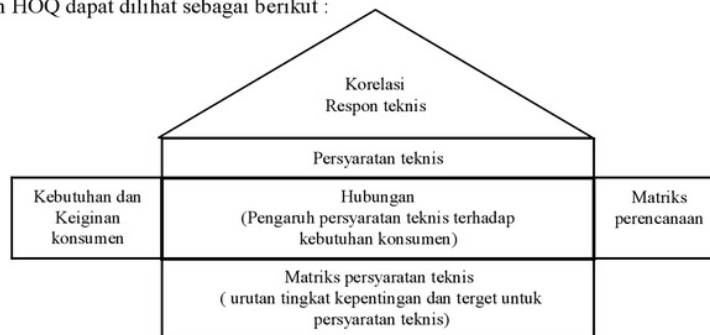 HOQ dapat dilihat sebagai berikut :
Korelasi
Respon teknis
Persyaratan teknis
Kebutuhan dan
Keiginan
konsumen
Hubungan
(Pengaruh persyaratan teknis terhadap
kebutuhan konsumen)
Matriks
perencanaan
Matriks persyaratan teknis
( urutan tingkat kepentingan dan terget untuk
persyaratan teknis)